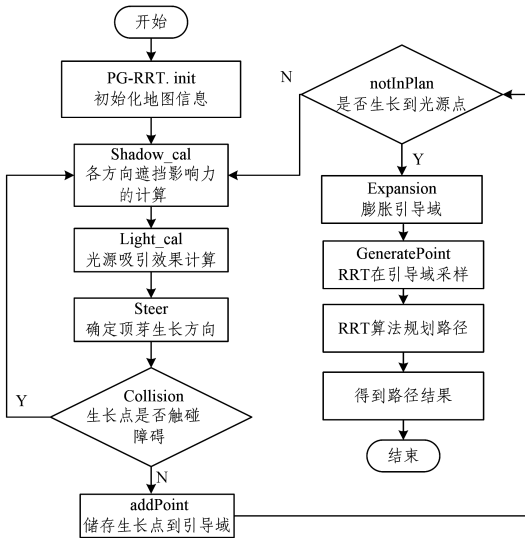 开始
PG-RRT. init
初始化地图信息
Shadow_cal
各方向遮挡影响力
的计算
Light_cal
光源吸引效果计算
Steer
确定顶芽生长方向
Collision
生长点是否触碰
障碍
Y
N
addPoint
储存生长点到引导域
notInPlan
是否生长到光源点
N
Y
Expansion
膨胀引导域
GeneratePoint
RRT在引导域采样
RRT算法规划路径
得到路径结果
结束